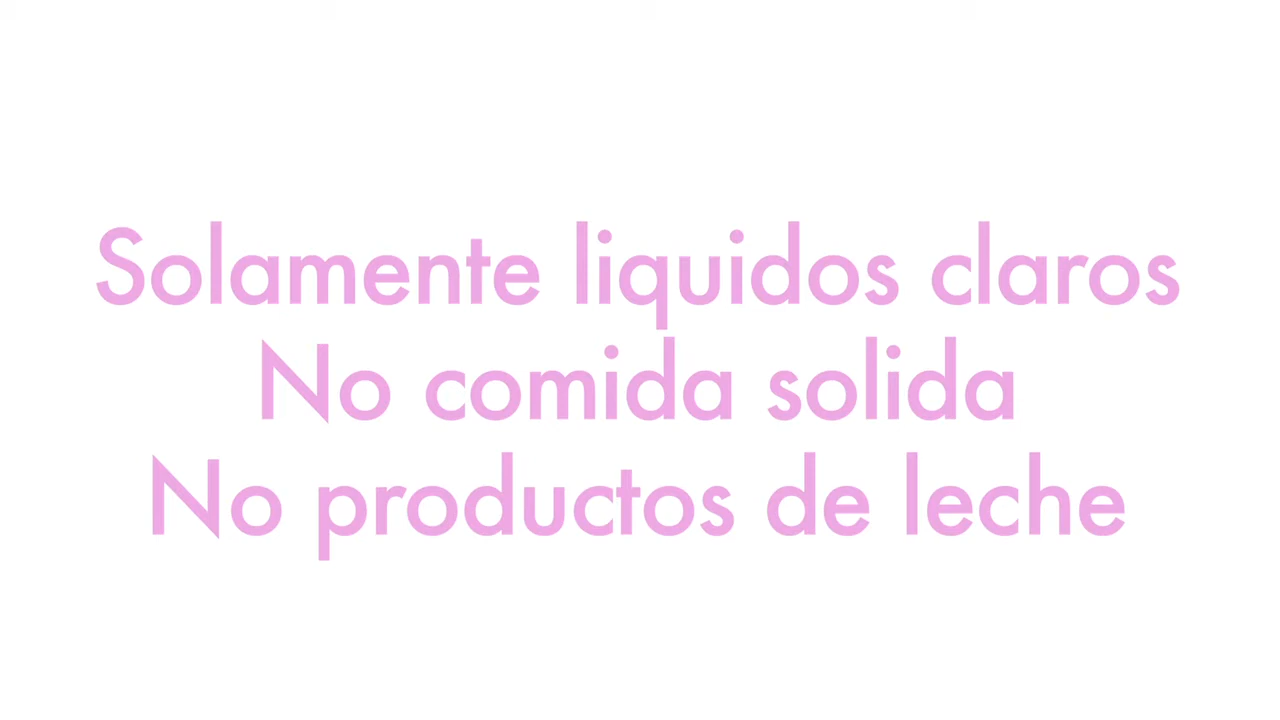 Solamente liquidos claros
No comida solida
No productos de leche